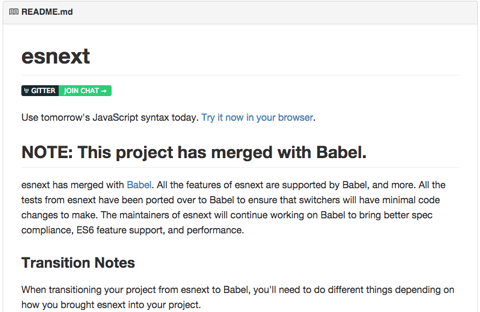 README.md
esnext
GITTER JOIN CHAT →
Use tomorrow's JavaScript syntax today. Try it now in your browser.
NOTE: This project has merged with Babel.
esnext has merged with Babel. All the features of esnext are supported by Babel, and more. All the
tests from esnext have been ported over to Babel to ensure that switchers will have minimal code
changes to make. The maintainers of esnext will continue working on Babel to bring better spec
compliance, ES6 feature support, and performance.
Transition Notes
When transitioning your project from esnext to Babel, you'll need to do different things depending on
how you brought esnext into your project.